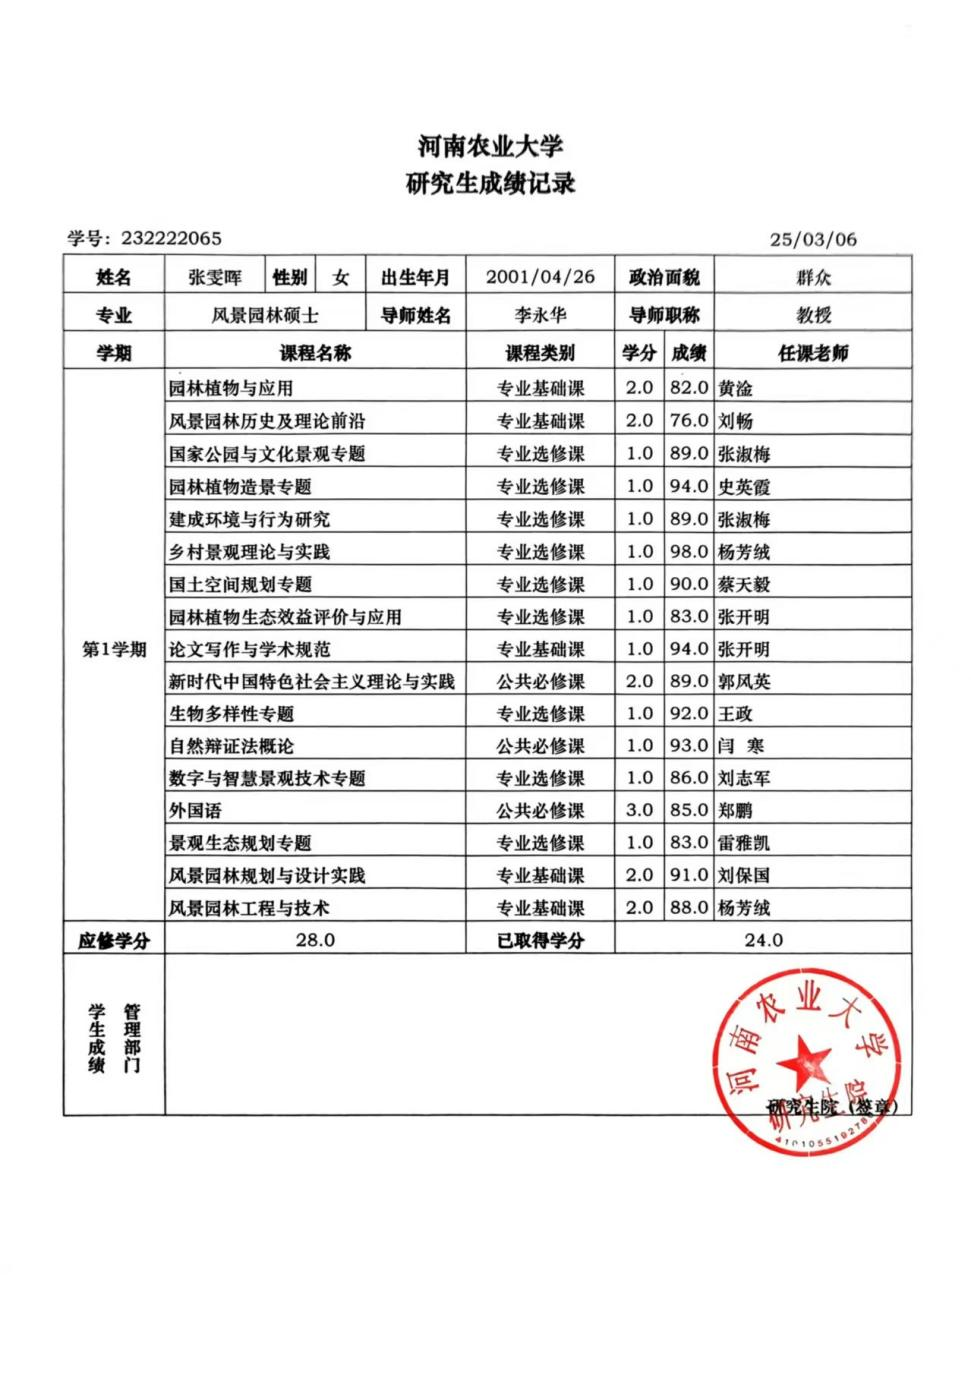 河南农业大学
研究生成绩记录
学号：232222065 25/03/06
姓名 张雯晖 性别 女 出生年月 2001/04/26 政治面貌 群众
专业 风景园林硕士 导师姓名 李永华 导师职称 教授
学期 课程名称 课程类别 学分 成绩 任课老师
园林植物与应用 专业基础课 2.0 82.0 黄淦
风景园林历史及理论前沿 专业基础课 2.0 76.0 刘畅
国家公园与文化景观专题 专业选修课 1.0 89.0 张淑梅
园林植物造景专题 专业选修课 1.0 94.0 史英霞
建成环境与行为研究 专业选修课 1.0 89.0 张淑梅
乡村景观理论与实践 专业选修课 1.0 98.0 杨芳绒
国土空间规划专题 专业选修课 1.0 90.0 蔡天毅
园林植物生态效益评价与应用 专业选修课 1.0 83.0 张开明
第1学期 论文写作与学术规范 专业基础课 1.0 94.0 张开明
新时代中国特色社会主义理论与实践 公共必修课 2.0 89.0 郭风英
生物多样性专题 专业选修课 1.0 92.0 王政
自然辩证法概论 公共必修课 1.0 93.0 闫 寒
数字与智慧景观技术专题 专业选修课 1.0 86.0 刘志军
外国语 公共必修课 3.0 85.0 郑鹏
景观生态规划专题 专业选修课 1.0 83.0 雷雅凯
风景园林规划与设计实践 专业基础课 2.0 91.0 刘保国
风景园林工程与技术 专业基础课 2.0 88.0 杨芳绒
应修学分 28.0 已取得学分 24.0
学生成绩
管理部门
河南农业大学
研究生院
研究生院（签章）